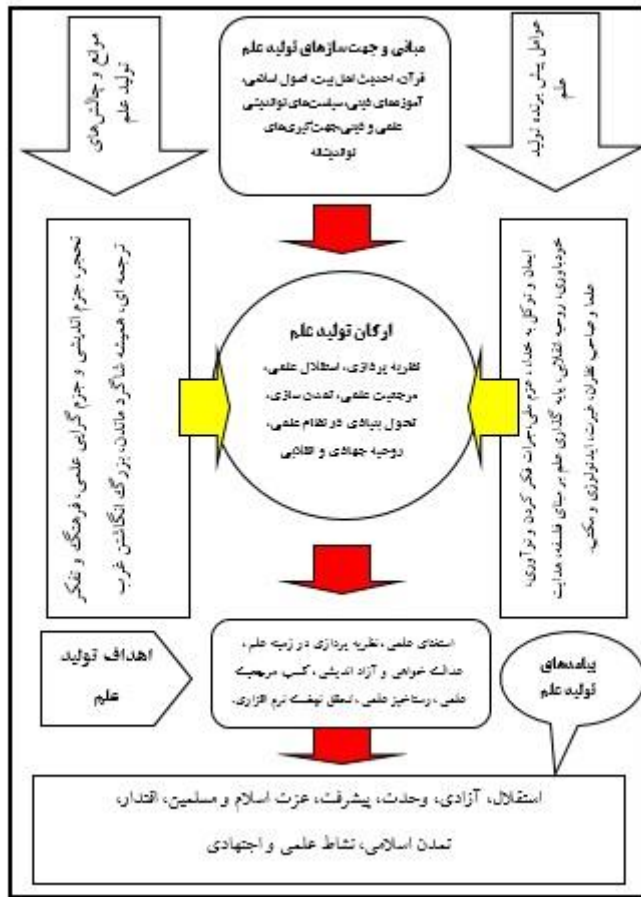 مبانی و جهت‌سازهای تولید علم
قرآن، احدیث اهل بیت، اصول اسلامی،
آموزه‌های دینی، سیاست‌های نواندیشی
علمی و دینی، جهت‌گیری‌های
نواندیشانه
عوامل پیش برنده تولید
علم
موانع و چالش‌های
تولید علم
ایمان و توکل به خدا، عزم ملی، جرات فکر کردن و نوآوری،
خودباوری، روحیه انقلابی، پایه گذاری علم بر مبنای فلسفه، هدایت
علما و صاحب نظران، غیرت، ایدئولوژی و مکتب.
ارکان تولید علم
نظریه پردازی، استقلال علمی،
مرجعیت علمی، تمدن سازی،
تحول بنیادی در نظام علمی،
روحیه جهادی و انقلابی
تحجر، جزم اندیشی و جزم گرایی علمی، فرهنگ و تفکر
ترجمه ای، همیشه شاگرد ماندن، بزرگ انگاشتن غرب
پیامدهای
تولید علم
استغنای علمی، نظریه پردازی در زمینه علم،
عدالت خواهی و آزاد اندیشی، کسب مرجعیت
علمی، رستاخیز علمی، تحقق نهضت نرم افزاری.
اهداف تولید
علم
استقلال، آزادی، وحدت، پیشرفت، عزت اسلام و مسلمین، اقتدار،
تمدن اسلامی، نشاط علمی و اجتهادی